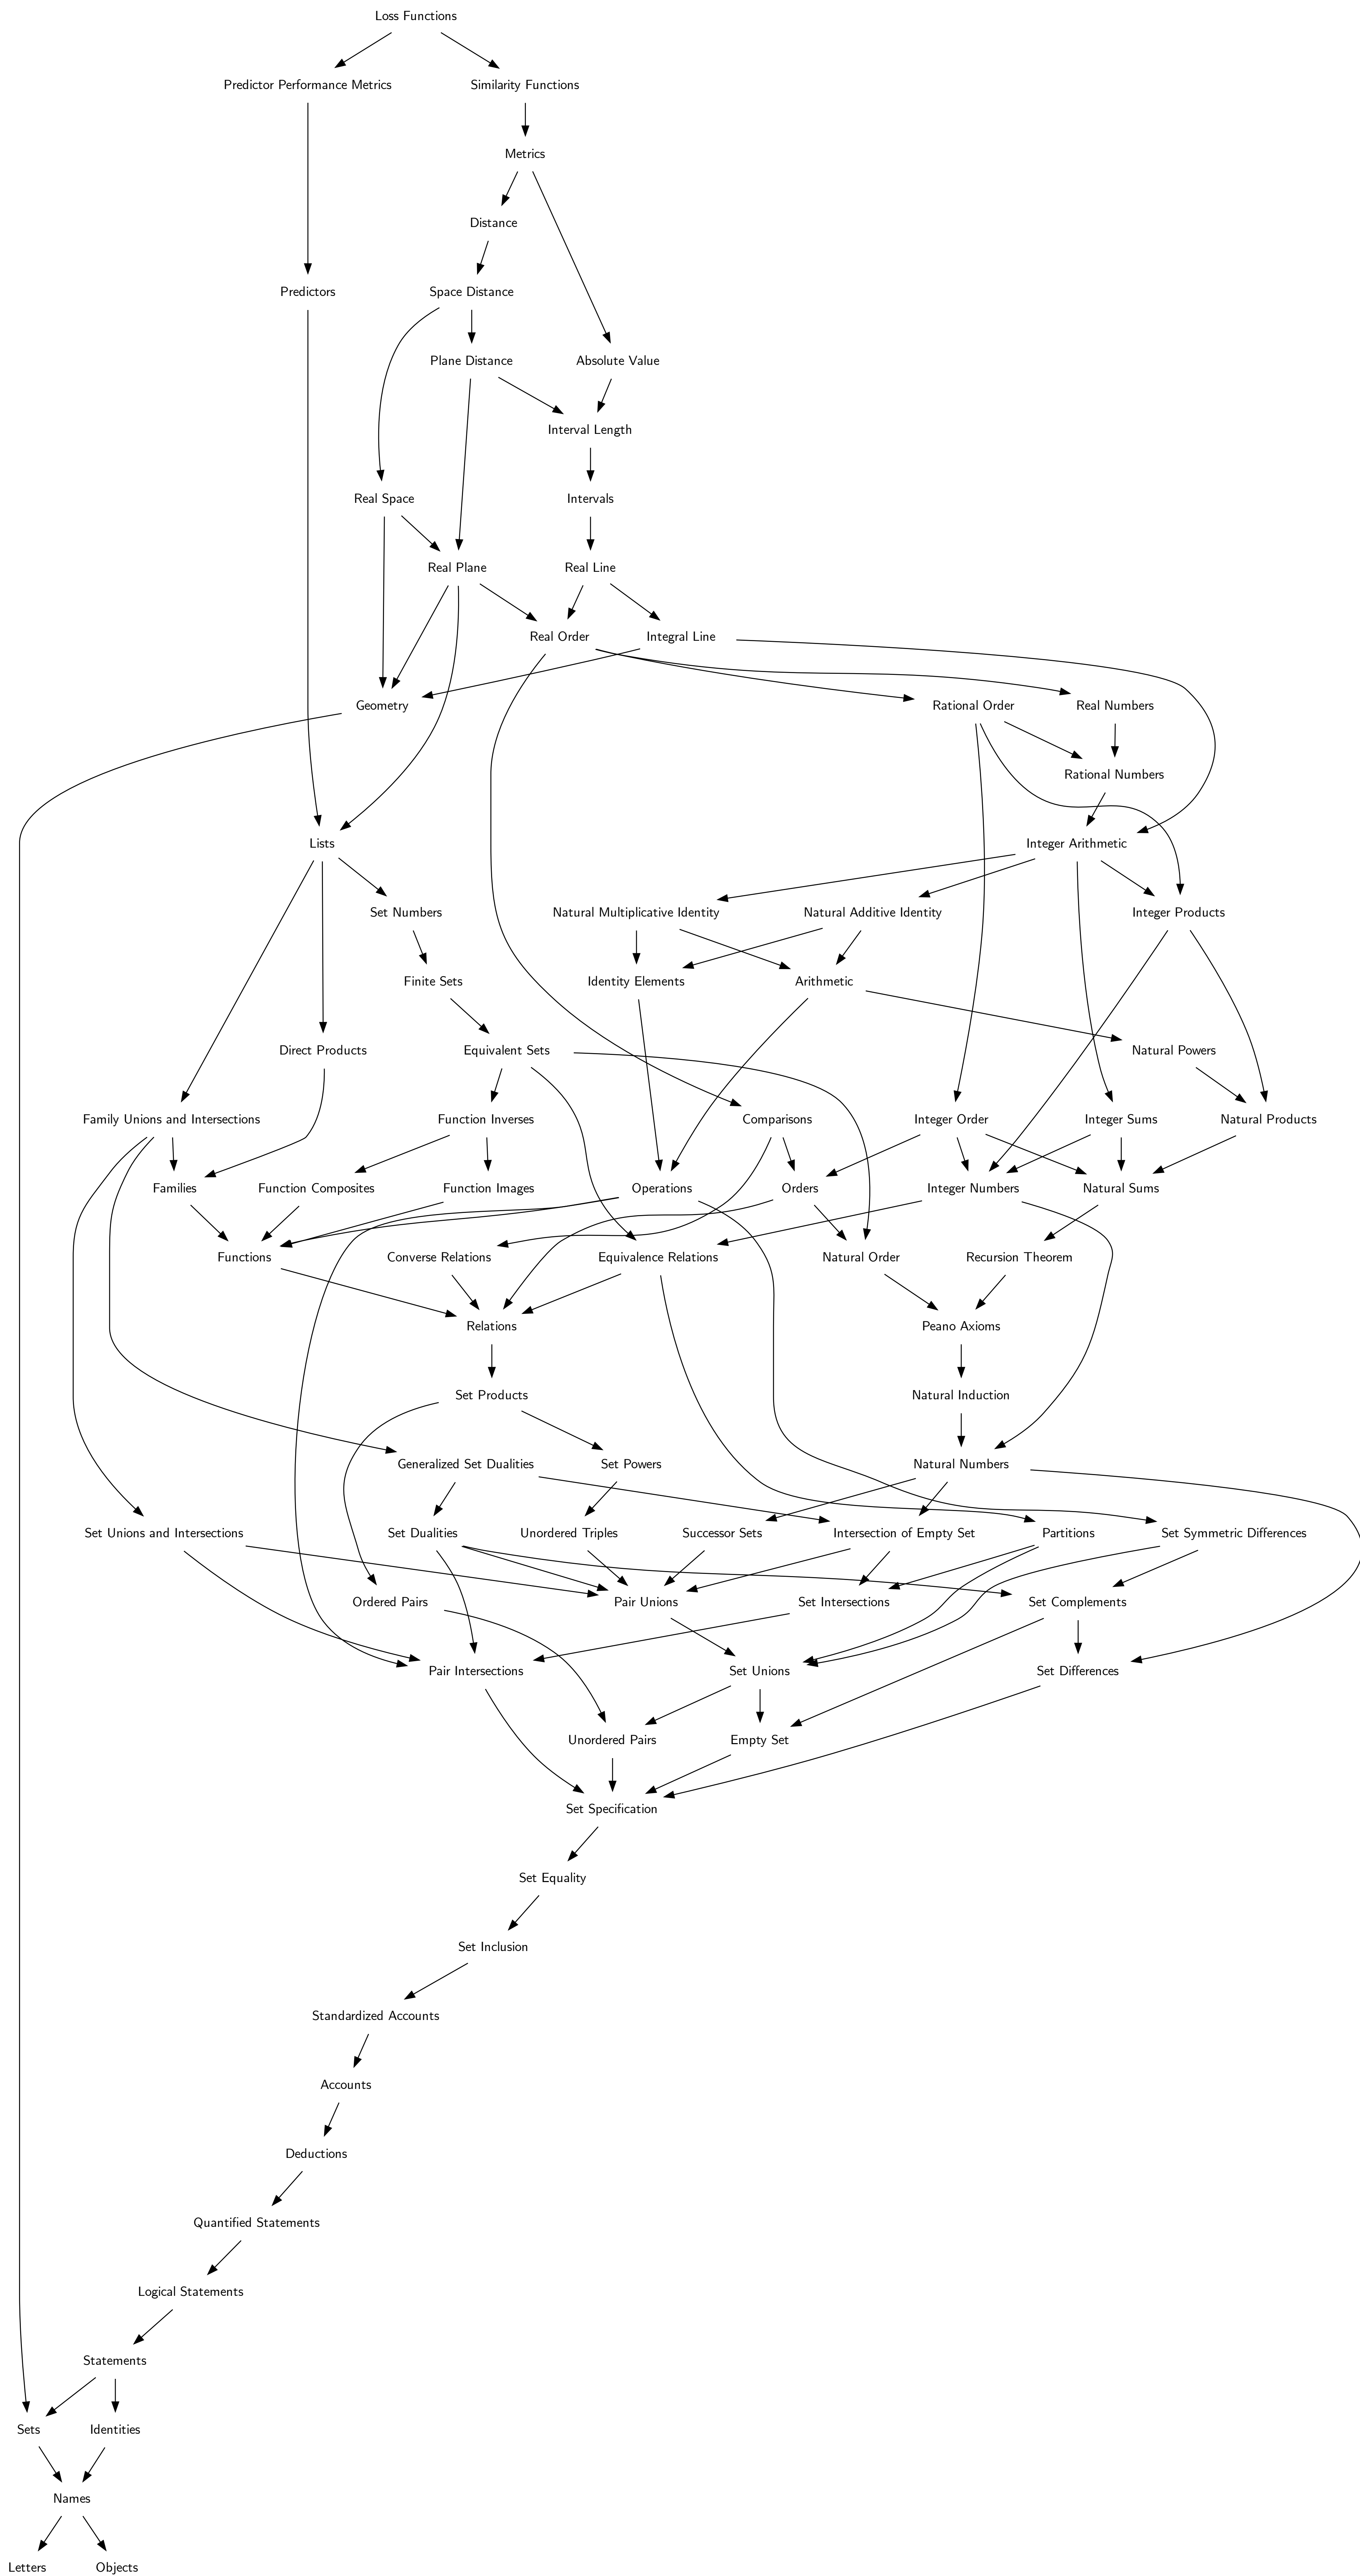 Loss Functions
Predictor Performance Metrics
Similarity Functions
Metrics
Distance
Predictors
Space Distance
Plane Distance
Absolute Value
Interval Length
Real Space
Intervals
Real Plane
Real Line
Real Order
Integral Line
Geometry
Rational Order
Real Numbers
Rational Numbers
Lists
Integer Arithmetic
Set Numbers
Natural Multiplicative Identity
Natural Additive Identity
Integer Products
Finite Sets
Identity Elements
Arithmetic
Direct Products
Equivalent Sets
Natural Powers
Family Unions and Intersections
Function Inverses
Comparisons
Integer Order
Integer Sums
Natural Products
Families
Function Composites
Function Images
Operations
Orders
Integer Numbers
Natural Sums
Functions
Converse Relations
Equivalence Relations
Natural Order
Recursion Theorem
Relations
Peano Axioms
Set Products
Natural Induction
Generalized Set Dualities
Set Powers
Natural Numbers
Set Unions and Intersections
Set Dualities
Unordered Triples
Successor Sets
Intersection of Empty Set
Partitions
Set Symmetric Differences
Ordered Pairs
Pair Unions
Set Intersections
Set Complements
Pair Intersections
Set Unions
Set Differences
Unordered Pairs
Empty Set
Set Specification
Set Equality
Set Inclusion
Standardized Accounts
Accounts
Deductions
Quantified Statements
Logical Statements
Statements
Sets
Identities
Names
Letters
Objects